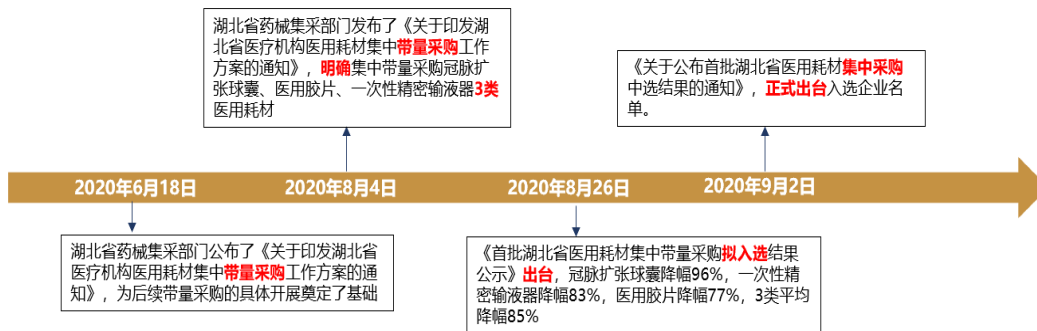 湖北省药械集采部门发布了《关于印发湖
北省医疗机构医用耗材集中带量采购工作
方案的通知》，明确集中带量采购冠脉扩
张球囊、医用胶片、一次性精密输液器3类
医用耗材
《关于公布首批湖北省医用耗材集中采购
中选结果的通知》，正式出台入选企业名
单。
2020年6月18日
2020年8月4日
2020年8月26日
2020年9月2日
湖北省药械集采部门公布了《关于印发湖北省
医疗机构医用耗材集中带量采购工作方案的通
知》，为后续带量采购的具体开展奠定了基础
《首批湖北省医用耗材集中带量采购拟入选结果
公示》出台，冠脉扩张球囊降幅96%，一次性精
密输液器降幅83%，医用胶片降幅77%，3类平均
降幅85%